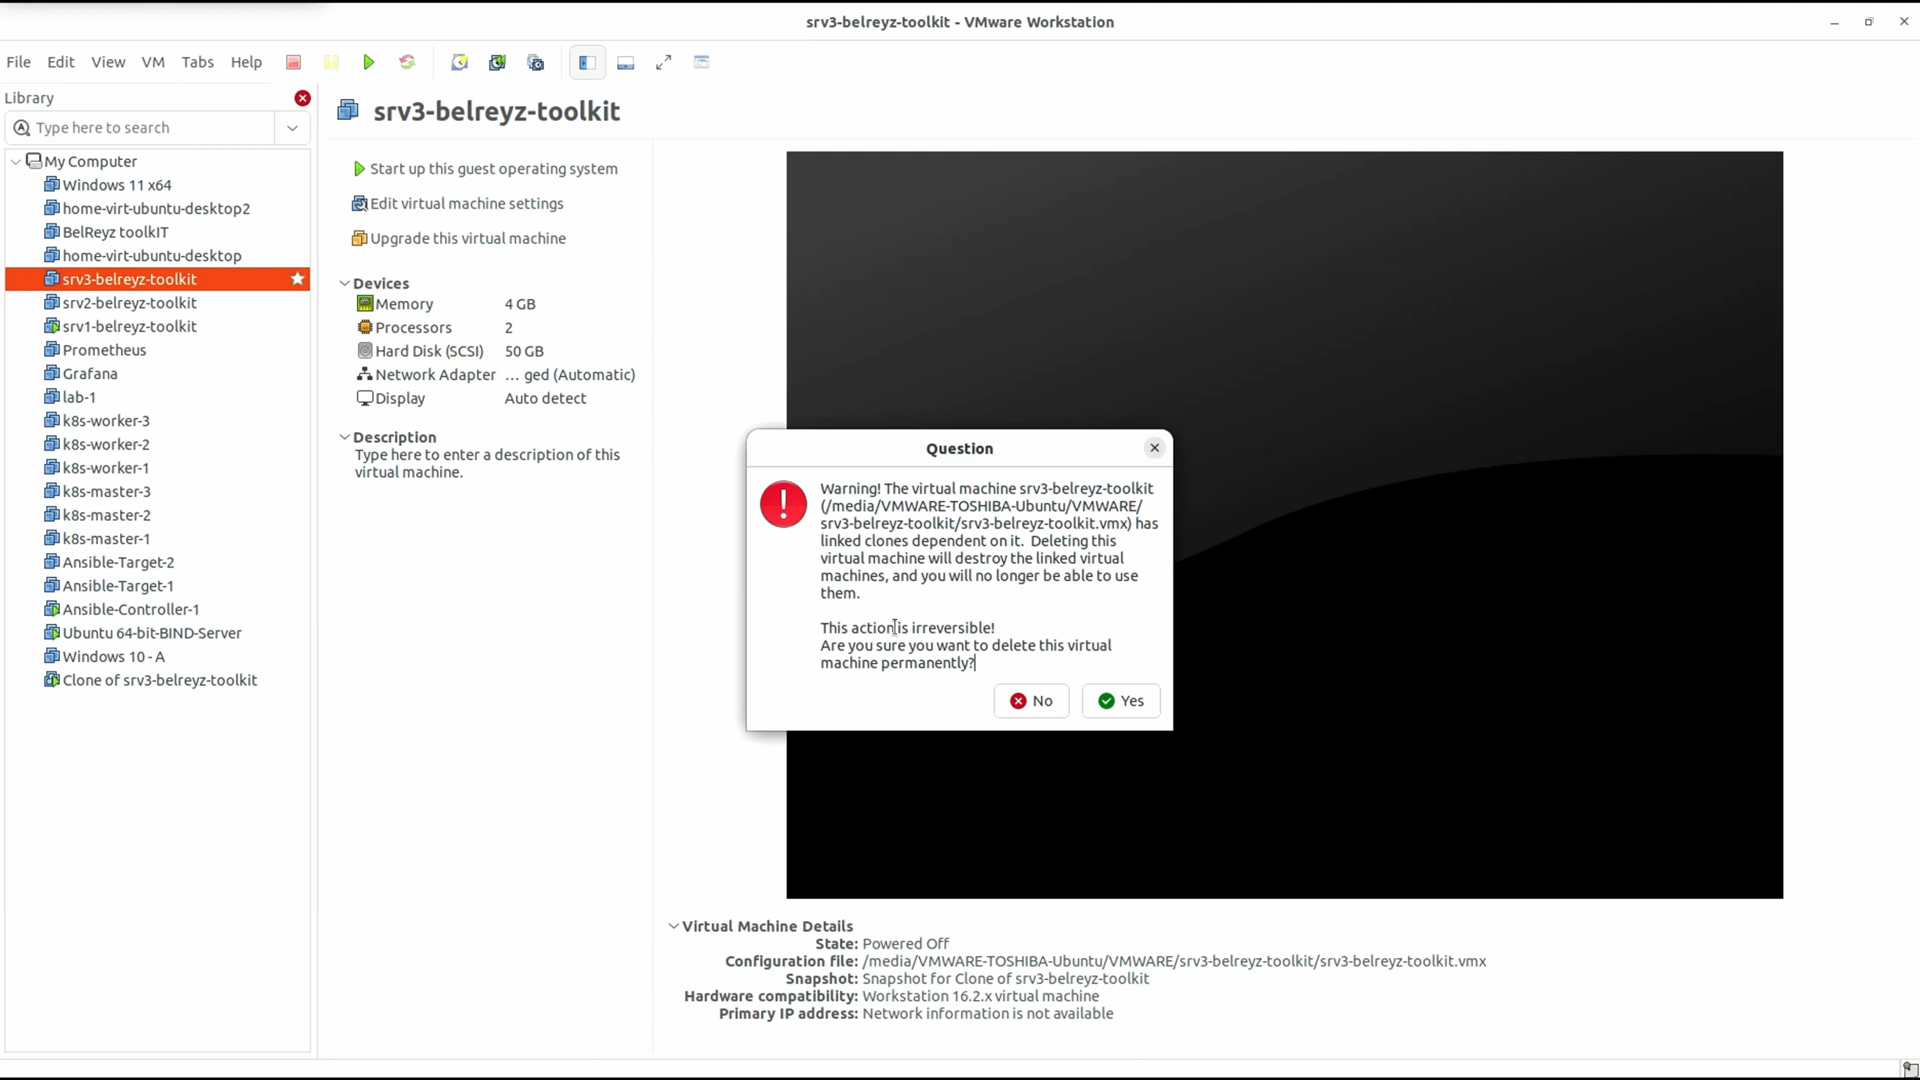 srv3-belreyz-toolkit - VMware Workstation
File Edit View VM Tabs Help
Library
Type here to search
My Computer
Windows 11 x64
home-virt-ubuntu-desktop2
BelReyz toolkIT
home-virt-ubuntu-desktop
srv3-belreyz-toolkit
srv2-belreyz-toolkit
srv1-belreyz-toolkit
Prometheus
Grafana
lab-1
k8s-worker-3
k8s-worker-2
k8s-worker-1
k8s-master-3
k8s-master-2
k8s-master-1
Ansible-Target-2
Ansible-Target-1
Ansible-Controller-1
Ubuntu 64-bit-BIND-Server
Windows 10 - A
Clone of srv3-belreyz-toolkit
srv3-belreyz-toolkit
Start up this guest operating system
Edit virtual machine settings
Upgrade this virtual machine
Devices
Memory 4 GB
Processors 2
Hard Disk (SCSI) 50 GB
Network Adapter ... ged (Automatic)
Display Auto detect
Description
Type here to enter a description of this
virtual machine.
Question
Warning! The virtual machine srv3-belreyz-toolkit
(/media/VMWARE-TOSHIBA-Ubuntu/VMWARE/
srv3-belreyz-toolkit/srv3-belreyz-toolkit.vmx) has
linked clones dependent on it. Deleting this
virtual machine will destroy the linked virtual
machines, and you will no longer be able to use
them.
This action is irreversible!
Are you sure you want to delete this virtual
machine permanently?
No Yes
Virtual Machine Details
State: Powered Off
Configuration file: /media/VMWARE-TOSHIBA-Ubuntu/VMWARE/srv3-belreyz-toolkit/srv3-belreyz-toolkit.vmx
Snapshot: Snapshot for Clone of srv3-belreyz-toolkit
Hardware compatibility: Workstation 16.2.x virtual machine
Primary IP address: Network information is not available